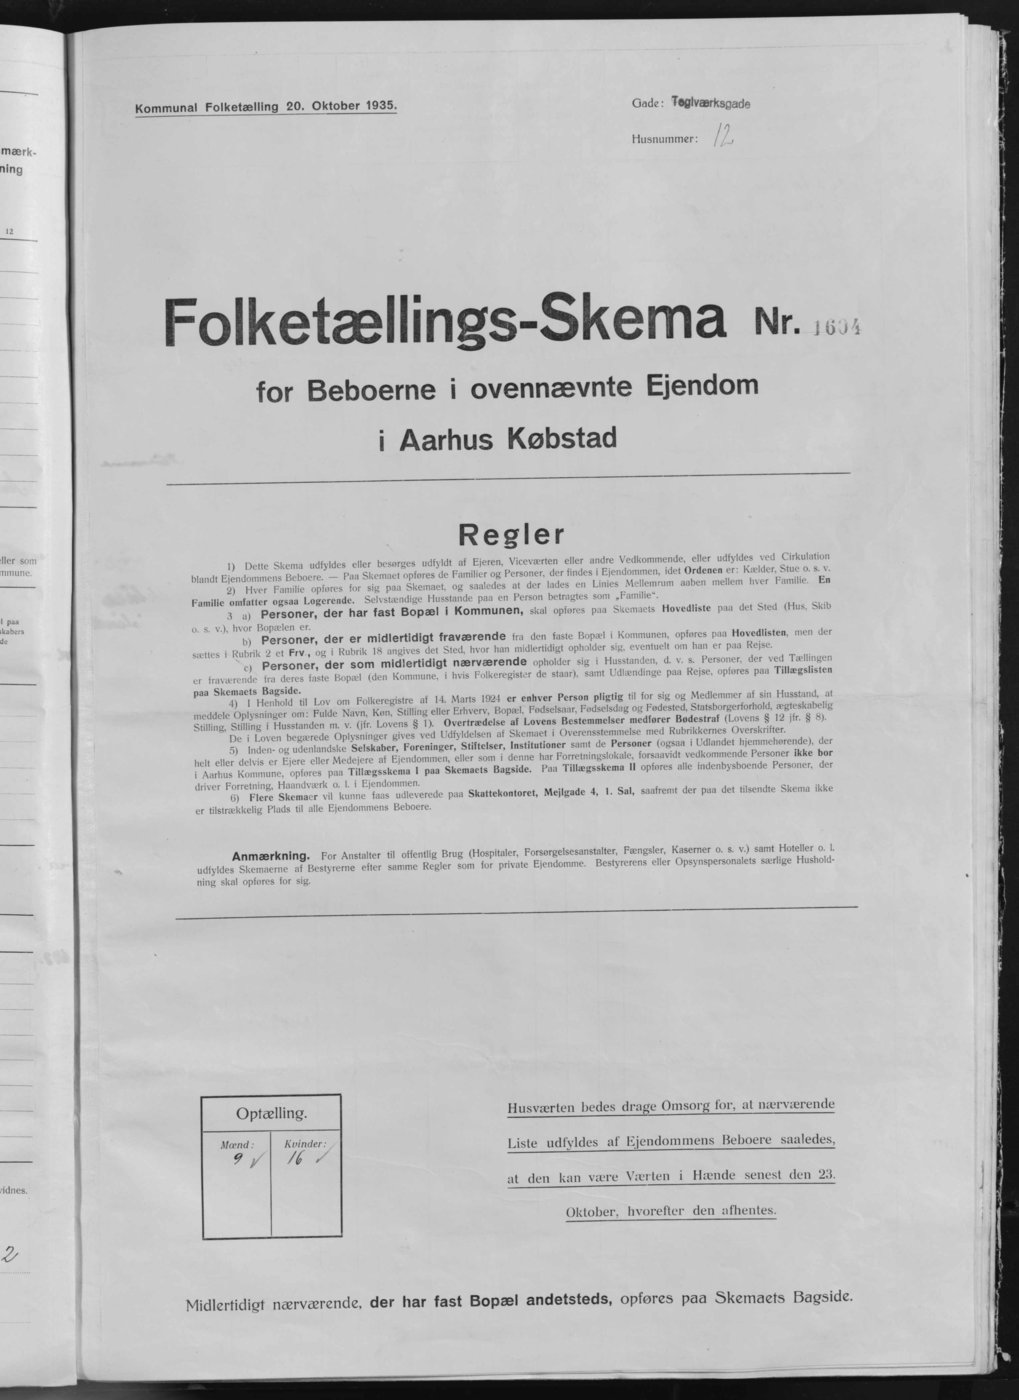 mærk-
ning
12
ller som
mmune.
l paa
skabers
de
vidnes.
2
Kommunal Folketælling 20. Oktober 1935.
Gade: Teglværksgade
Husnummer: 12
Folketællings-Skema Nr. 1604
for Beboerne i ovennævnte Ejendom
i Aarhus Købstad
Regler
1) Dette Skema udfyldes eller besørges udfyldt af Ejeren, Viceværten eller andre Vedkommende, eller udfyldes ved Cirkulation
blandt Ejendommens Beboere. — Paa Skemaet opføres de Familier og Personer, der findes i Ejendommen, idet Ordenen er: Kælder, Stue o. s. v.
2) Hver Familie opføres for sig paa Skemaet, og saaledes at der lades en Linies Mellemrum aaben mellem hver Familie. En
Familie omfatter ogsaa Logerende. Selvstændige Husstande paa en Person betragtes som „Familie".
3 a) Personer, der har fast Bopæl i Kommunen, skal opføres paa Skemaets Hovedliste paa det Sted (Hus, Skib
o. s. v.), hvor Bopælen er.
b) Personer, der er midlertidigt fraværende fra den faste Bopæl i Kommunen, opføres paa Hovedlisten, men der
sættes i Rubrik 2 et Frv., og i Rubrik 18 angives det Sted, hvor han midlertidigt opholder sig, eventuelt om han er paa Rejse.
c) Personer, der som midlertidigt nærværende opholder sig i Husstanden, d. v. s. Personer, der ved Tællingen
er fraværende fra deres faste Bopæl (den Kommune, i hvis Folkeregister de staar), samt Udlændinge paa Rejse, opføres paa Tillægslisten
paa Skemaets Bagside.
4) I Henhold til Lov om Folkeregistre af 14. Marts 1924 er enhver Person pligtig til for sig og Medlemmer af sin Husstand, at
meddele Oplysninger om: Fulde Navn, Køn, Stilling eller Erhverv, Bopæl, Fødselsaar, Fødselsdag og Fødested, Statsborgerforhold, ægteskabelig
Stilling, Stilling i Husstanden m. v. (jfr. Lovens § 1). Overtrædelse af Lovens Bestemmelser medfører Bødestraf (Lovens § 12 jfr. § 8).
De i Loven begærede Oplysninger gives ved Udfyldelsen af Skemaet i Overensstemmelse med Rubrikkernes Overskrifter.
5) Inden- og udenlandske Selskaber, Foreninger, Stiftelser, Institutioner samt de Personer (ogsaa i Udlandet hjemmehørende), der
helt eller delvis er Ejere eller Medejere af Ejendommen, eller som i denne har Forretningslokale, forsaavidt vedkommende Personer ikke bor
i Aarhus Kommune, opføres paa Tillægsskema I paa Skemaets Bagside. Paa Tillægsskema II opføres alle indenbysboende Personer, der
driver Forretning, Haandværk o. l. i Ejendommen.
6) Flere Skemaer vil kunne faas udleverede paa Skattekontoret, Mejlgade 4, 1. Sal, saafremt der paa det tilsendte Skema ikke
er tilstrækkelig Plads til alle Ejendommens Beboere.
Anmærkning. For Anstalter til offentlig Brug (Hospitaler, Forsørgelsesanstalter, Fængsler, Kaserner o. s. v.) samt Hoteller o. l.
udfyldes Skemaerne af Bestyrerne efter samme Regler som for private Ejendomme. Bestyrerens eller Opsynspersonalets særlige Hushold-
ning skal opføres for sig.
Optælling.
Mænd: Kvinder:
9 ✓ 16 ✓
Husværten bedes drage Omsorg for, at nærværende
Liste udfyldes af Ejendommens Beboere saaledes,
at den kan være Værten i Hænde senest den 23.
Oktober, hvorefter den afhentes.
Midlertidigt nærværende, der har fast Bopæl andetsteds, opføres paa Skemaets Bagside.